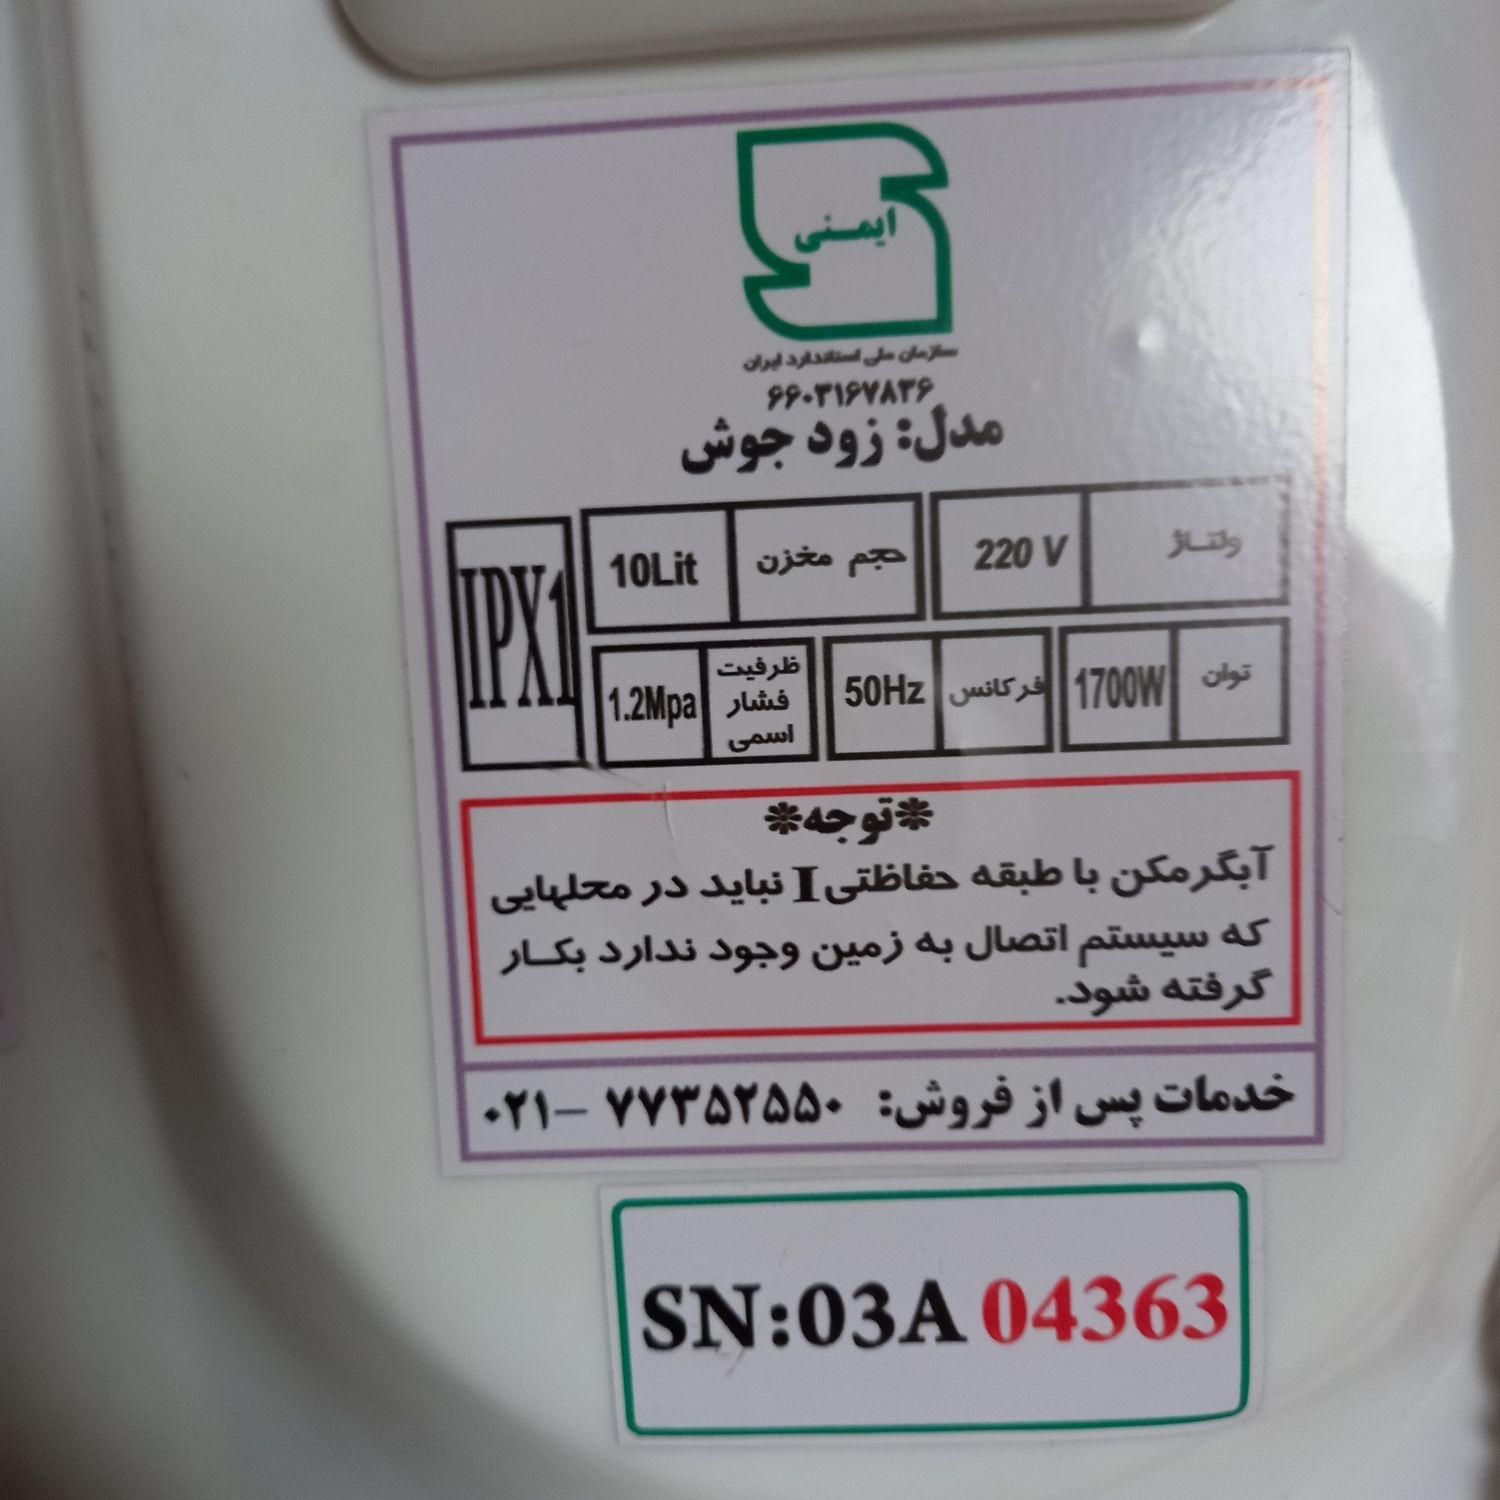 ایمنی
سازمان ملی استاندارد ایران
۶۶۰۳۱۶۷۸۳۶
مدل: زود جوش
ولتاژ 220 V حجم مخزن 10Lit IPX1
توان 1700W فرکانس 50Hz ظرفیت فشار اسمی 1.2Mpa
*توجه*
آبگرمکن با طبقه حفاظتی I نباید در محلهایی
که سیستم اتصال به زمین وجود ندارد بکار
گرفته شود.
خدمات پس از فروش: ۷۷۳۵۲۵۵۰ –۰۲۱
SN:03A 04363